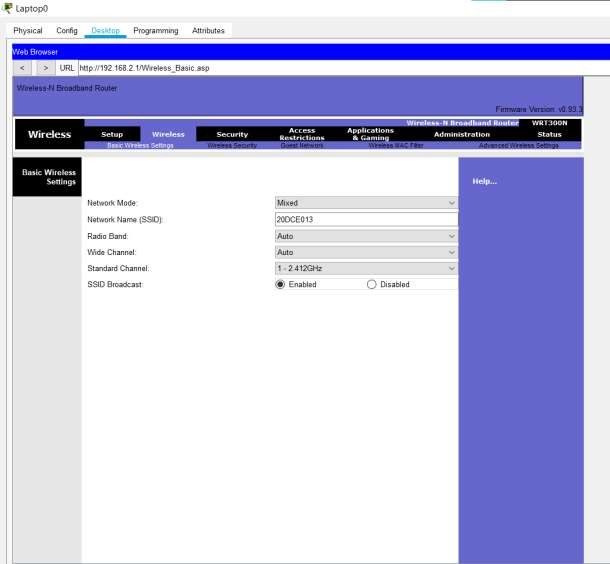 Laptop0
Physical Config Desktop Programming Attributes
Web Browser
< > URL http://192.168.2.1/Wireless_Basic.asp
Wireless-N Broadband Router
Firmware Version: v0.93.3
Wireless-N Broadband Router WRT300N
Wireless Setup Wireless Security Access Restrictions Applications & Gaming Administration Status
Basic Wireless Settings Wireless Security Guest Network Wireless MAC Filter Advanced Wireless Settings
Basic Wireless
Settings
Help...
Network Mode: Mixed
Network Name (SSID): 20DCE013
Radio Band: Auto
Wide Channel: Auto
Standard Channel: 1 - 2.412GHz
SSID Broadcast: Enabled Disabled